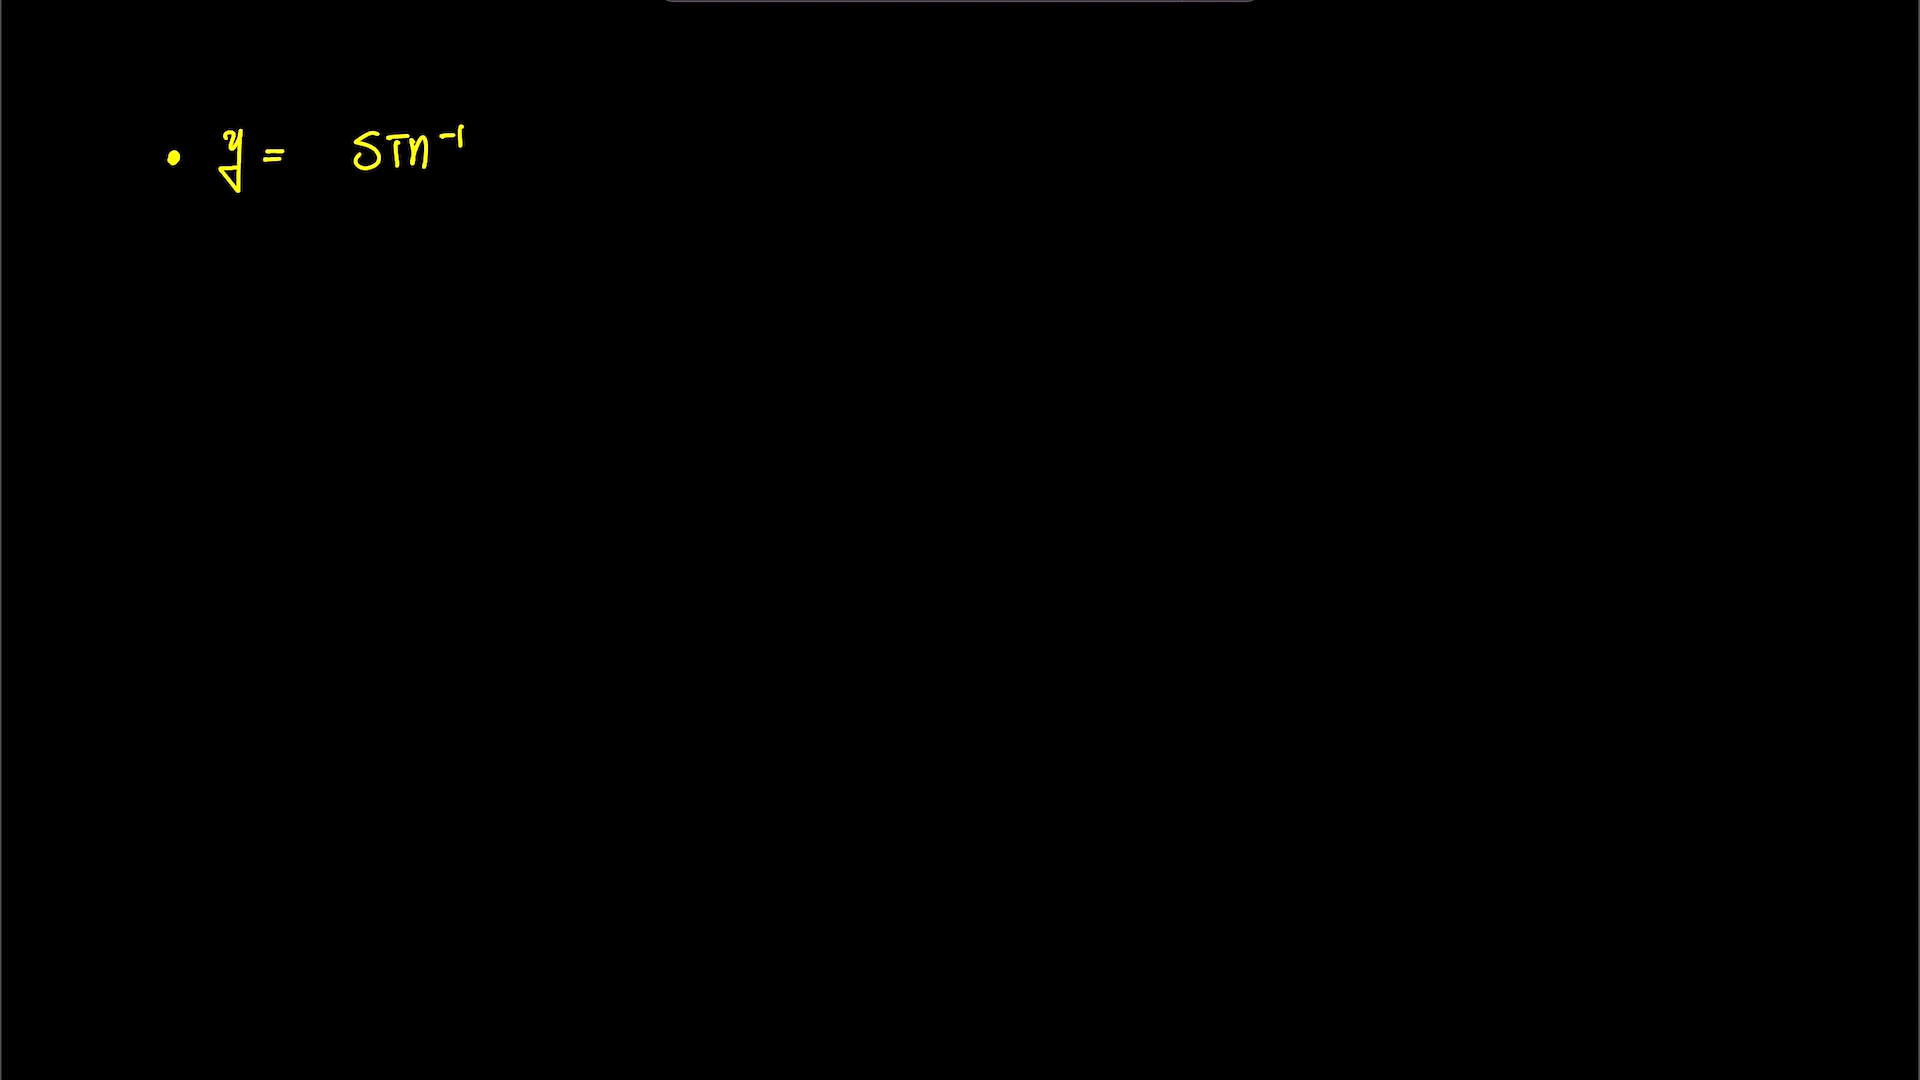 • y = sin⁻¹